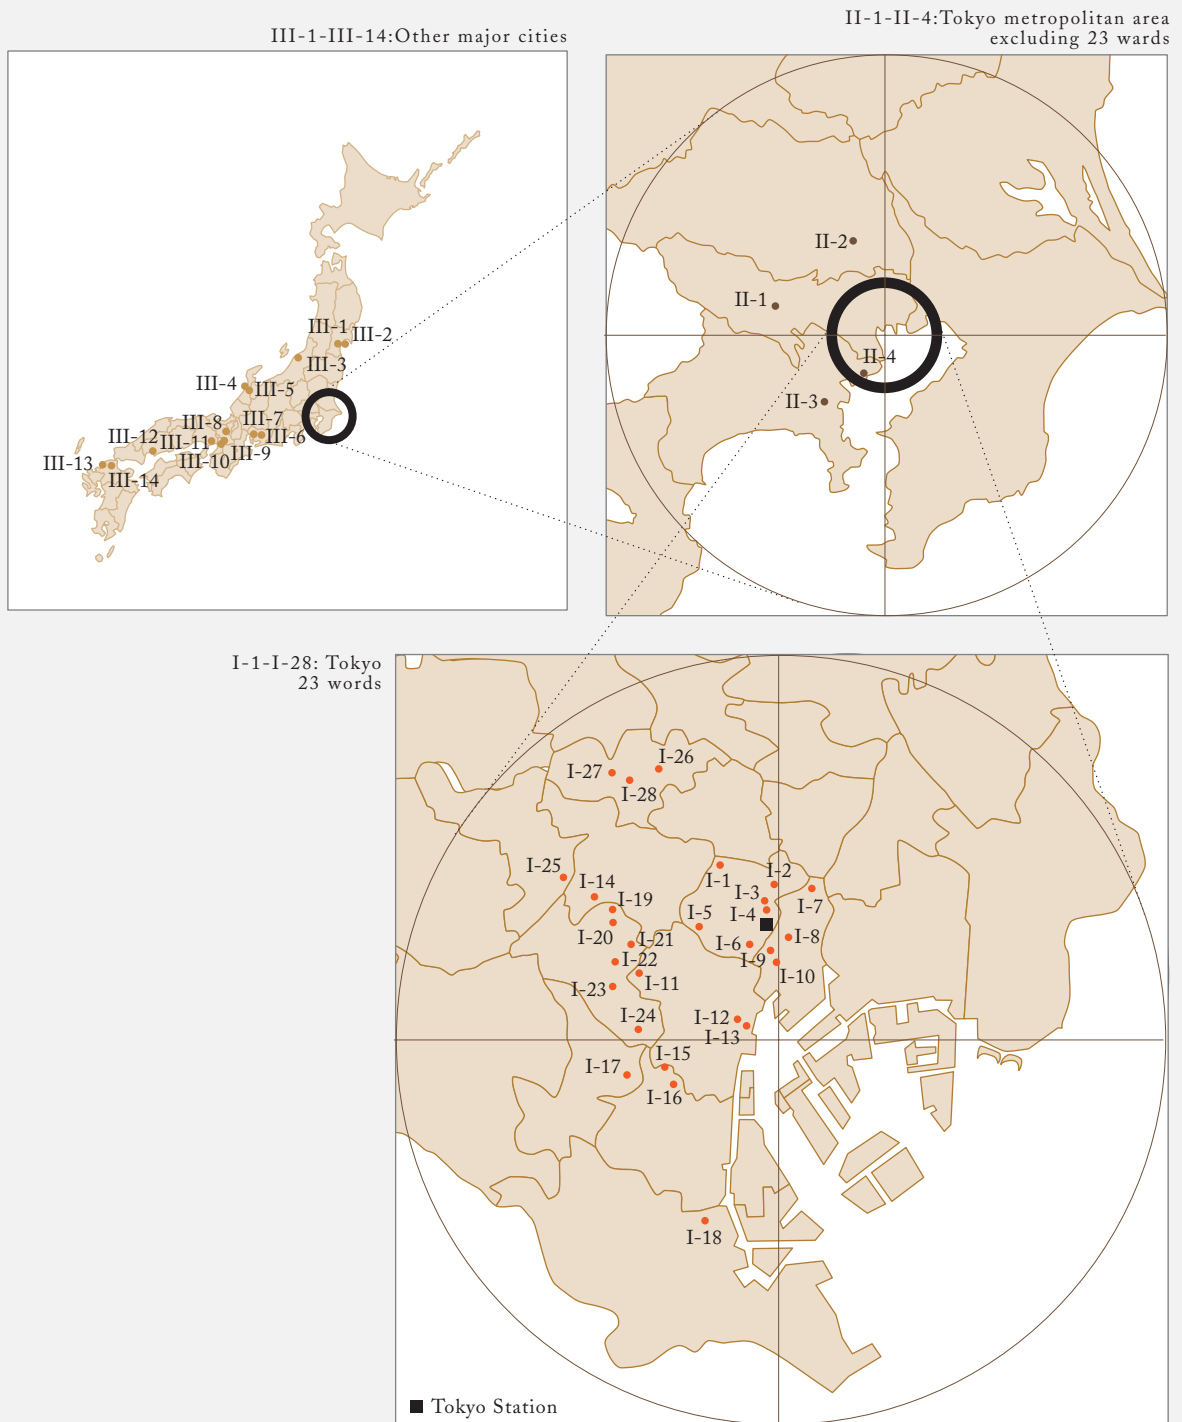 III-1-III-14:Other major cities
II-1-II-4:Tokyo metropolitan area
excluding 23 wards
III-1
III-2
III-3
III-4
III-5
III-8
III-7
III-12
III-11
III-6
III-10
III-9
III-13
III-14
II-2
II-1
II-4
II-3
I-1-I-28: Tokyo
23 words
I-26
I-27
I-28
I-25
I-14
I-1
I-2
I-3
I-19
I-7
I-5
I-4
I-20
I-21
I-6
I-8
I-22
I-9
I-10
I-23
I-11
I-24
I-12
I-13
I-15
I-17
I-16
I-18
Tokyo Station